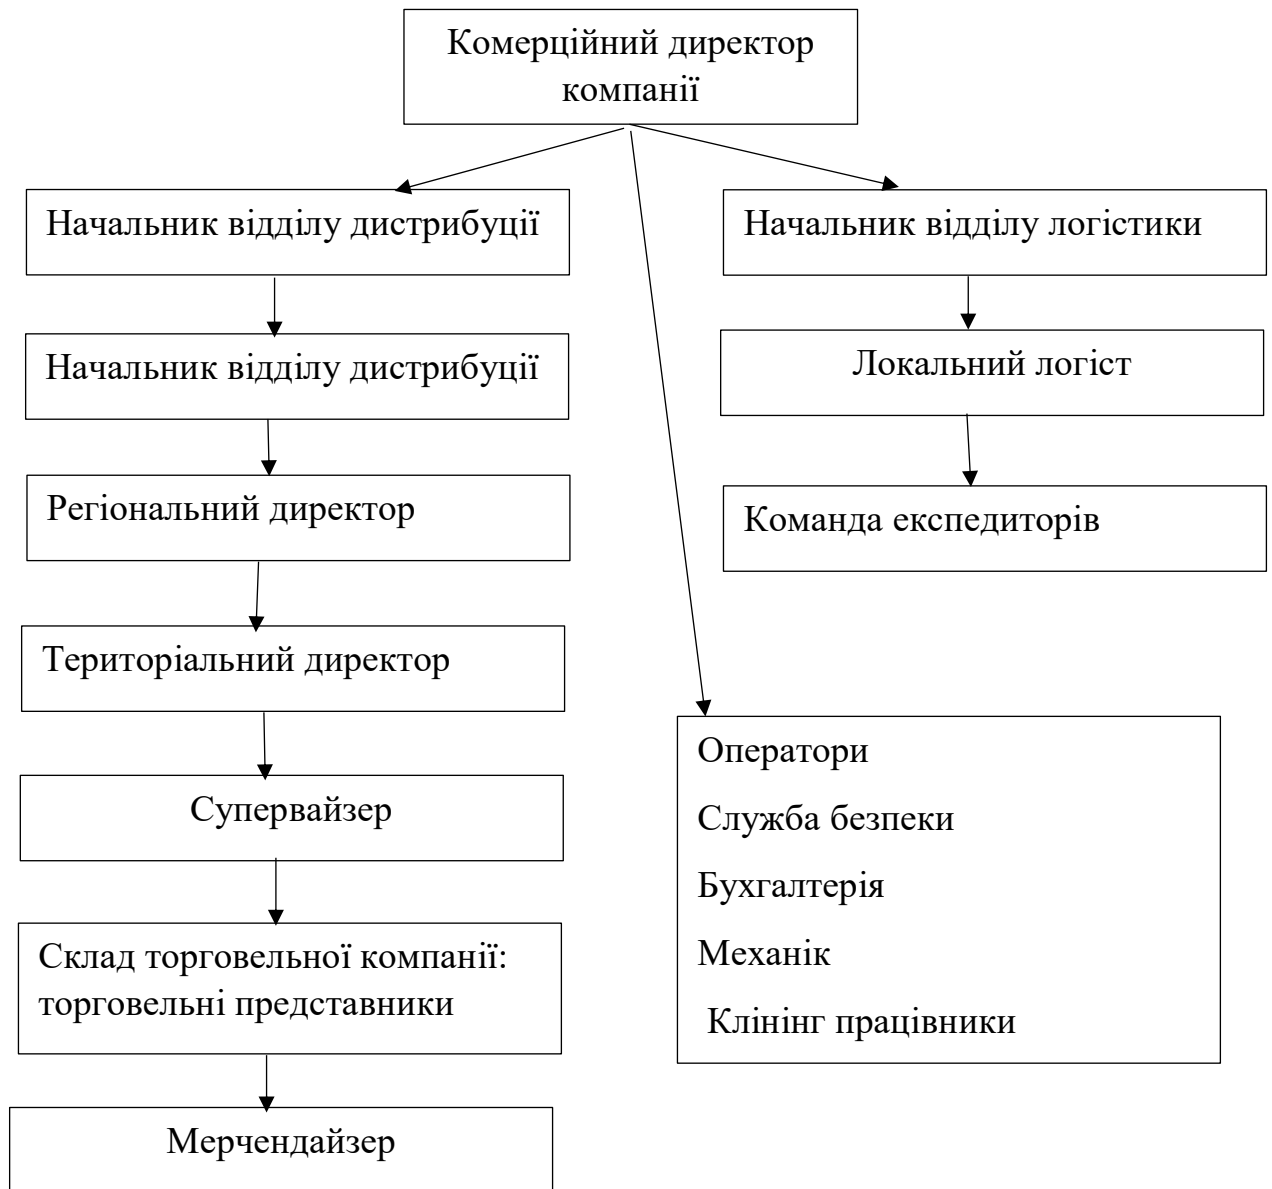 Комерційний директор
компанії
Начальник відділу дистрибуції
Начальник відділу логістики
Начальник відділу дистрибуції
Локальний логіст
Регіональний директор
Команда експедиторів
Територіальний директор
Оператори
Служба безпеки
Бухгалтерія
Механік
Клінінг працівники
Супервайзер
Склад торговельної компанії:
торговельні представники
Мерчендайзер